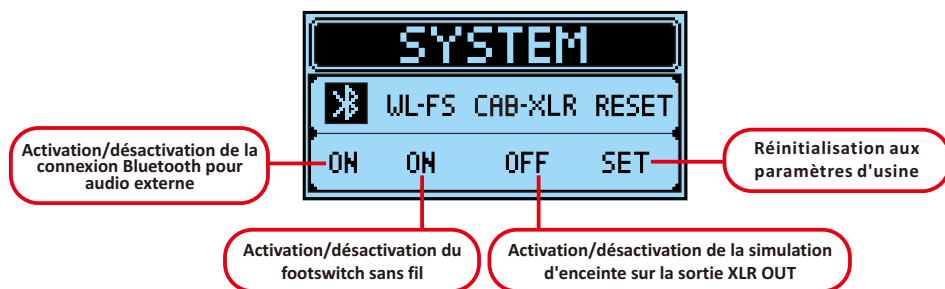 SYSTEM
WL-FS CAB-XLR RESET
ON ON OFF SET
Activation/désactivation de la
connexion Bluetooth pour
audio externe
Réinitialisation aux
paramètres d'usine
Activation/désactivation du
footswitch sans fil
Activation/désactivation de la simulation
d'enceinte sur la sortie XLR OUT